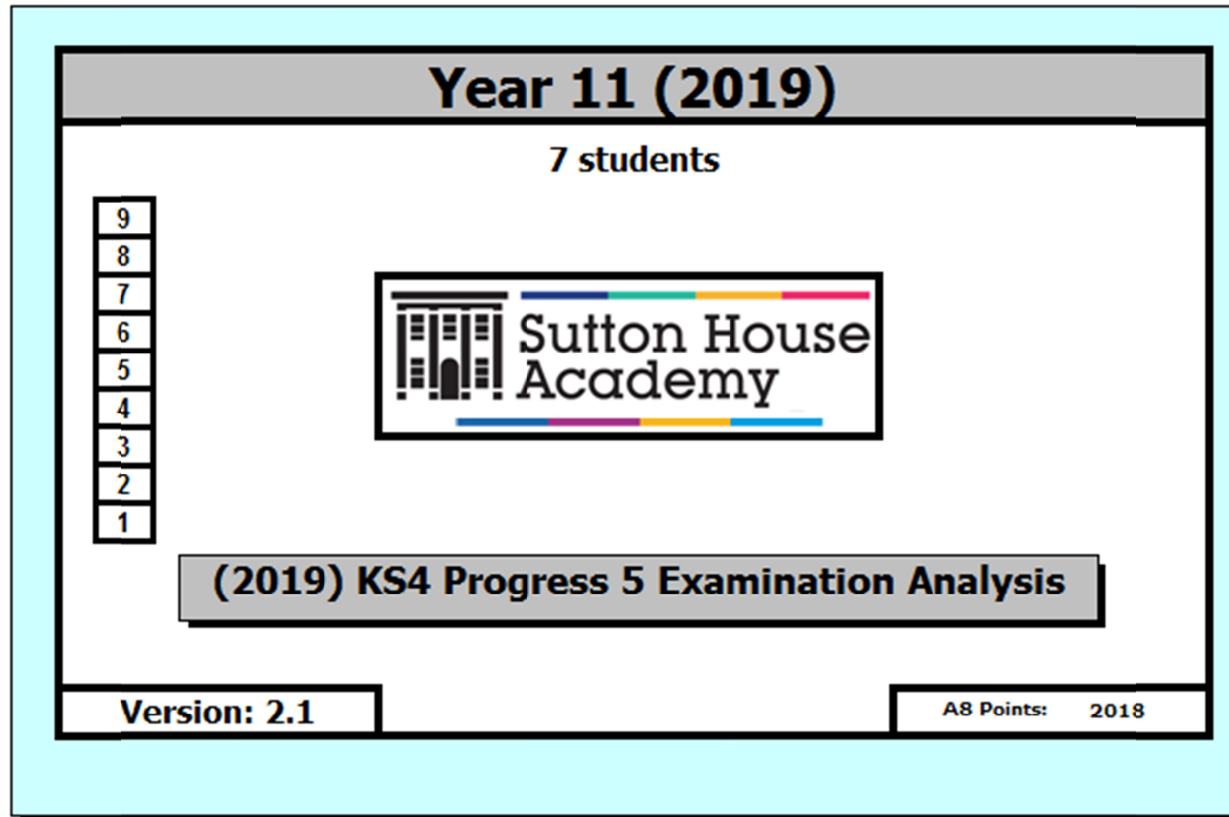 Year 11 (2019)
7 students
9
8
7
6
5
4
3
2
1
Sutton House
Academy
(2019) KS4 Progress 5 Examination Analysis
Version: 2.1
A8 Points: 2018